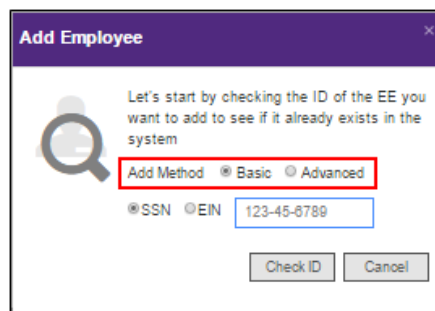 Add Employee ×
Let's start by checking the ID of the EE you
want to add to see if it already exists in the
system
Add Method Basic Advanced
SSN EIN 123-45-6789
Check ID Cancel